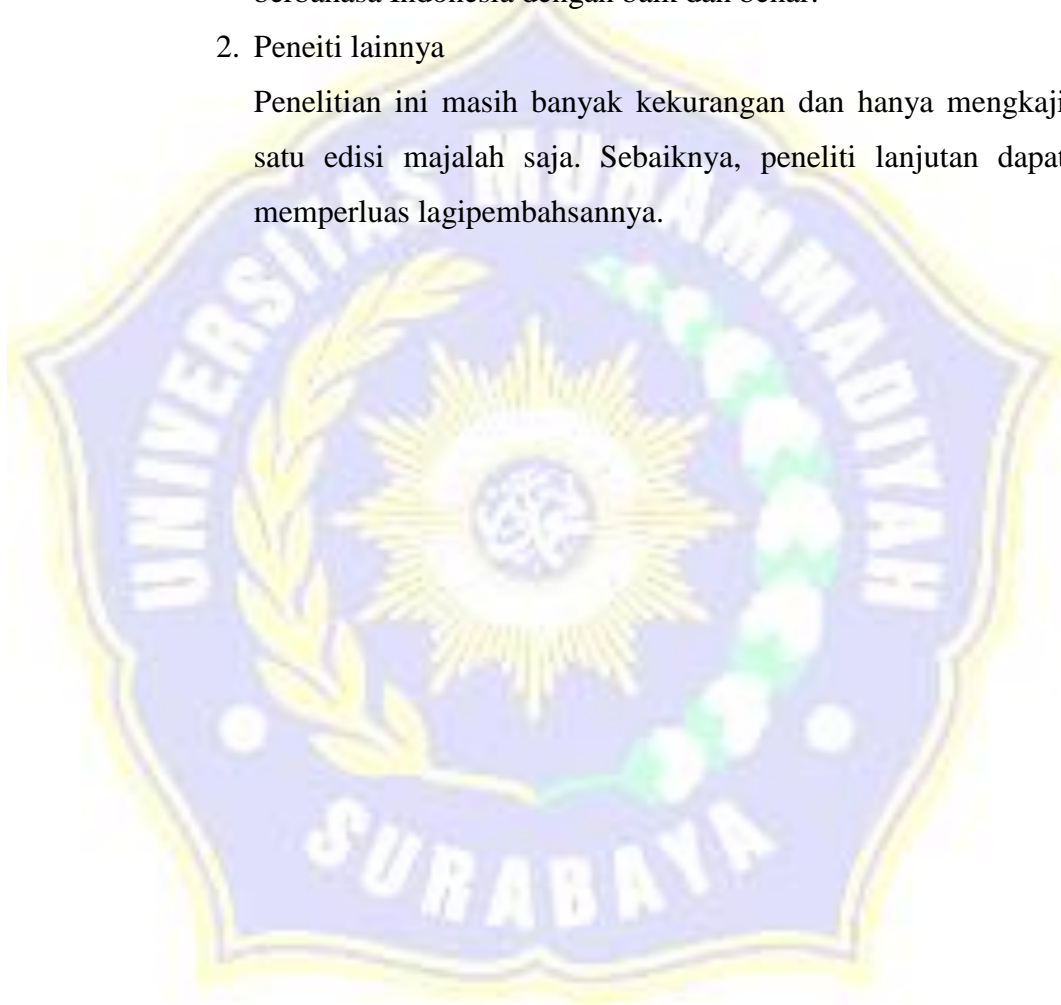 berbahasa Indonesia dengan baik dan benar.
2. Peneiti lainnya
Penelitian ini masih banyak kekurangan dan hanya mengkaji
satu edisi majalah saja. Sebaiknya, peneliti lanjutan dapat
memperluas lagipembahsannya.
UNIVERSITAS MUHAMMADIYAH
SURABAYA